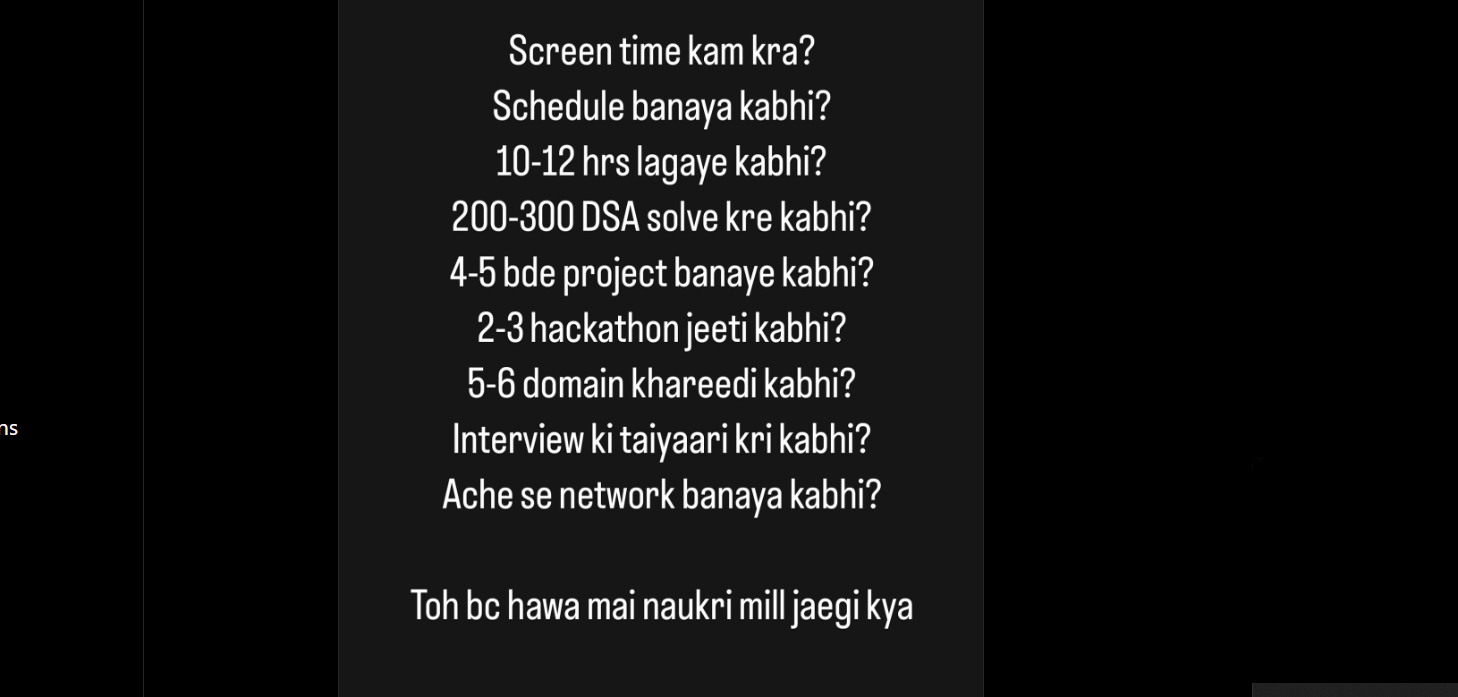 Screen time kam kra?
Schedule banaya kabhi?
10-12 hrs lagaye kabhi?
200-300 DSA solve kre kabhi?
4-5 bde project banaye kabhi?
2-3 hackathon jeeti kabhi?
5-6 domain khareedi kabhi?
ns
Interview ki taiyaari kri kabhi?
Ache se network banaya kabhi?
Toh bc hawa mai naukri mill jaegi kya